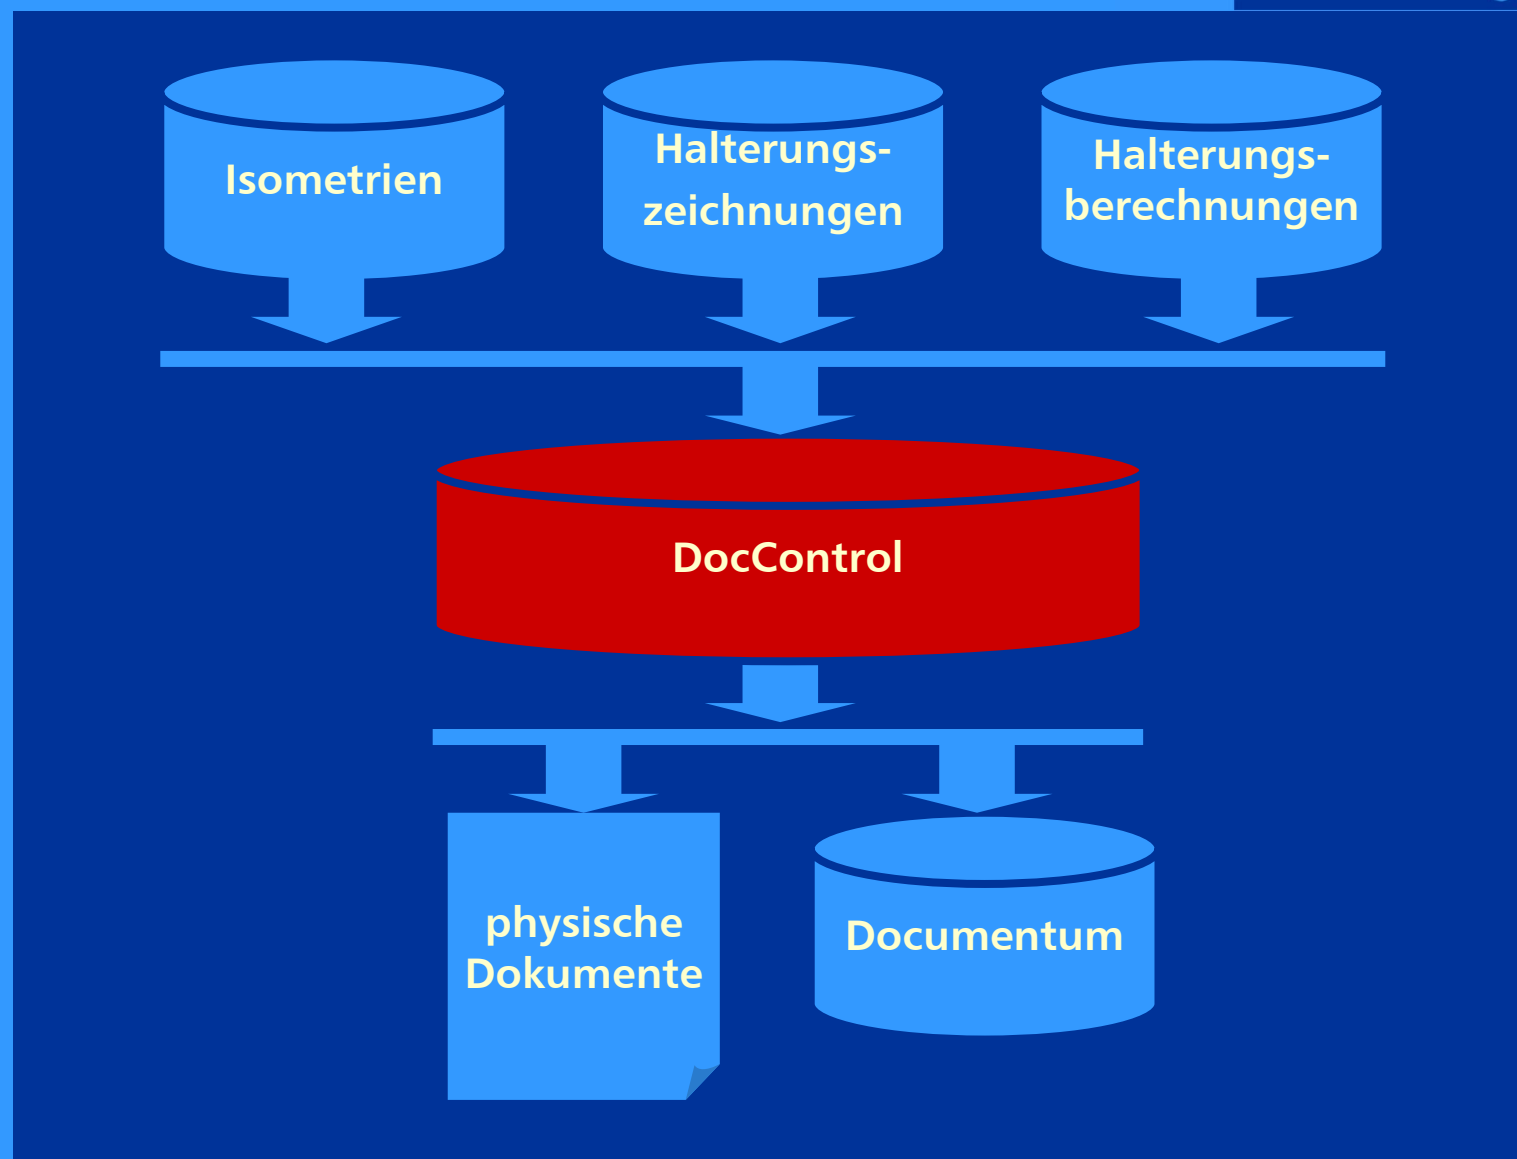 Isometrien
Halterungs-
zeichnungen
Halterungs-
berechnungen
DocControl
physische
Dokumente
Documentum